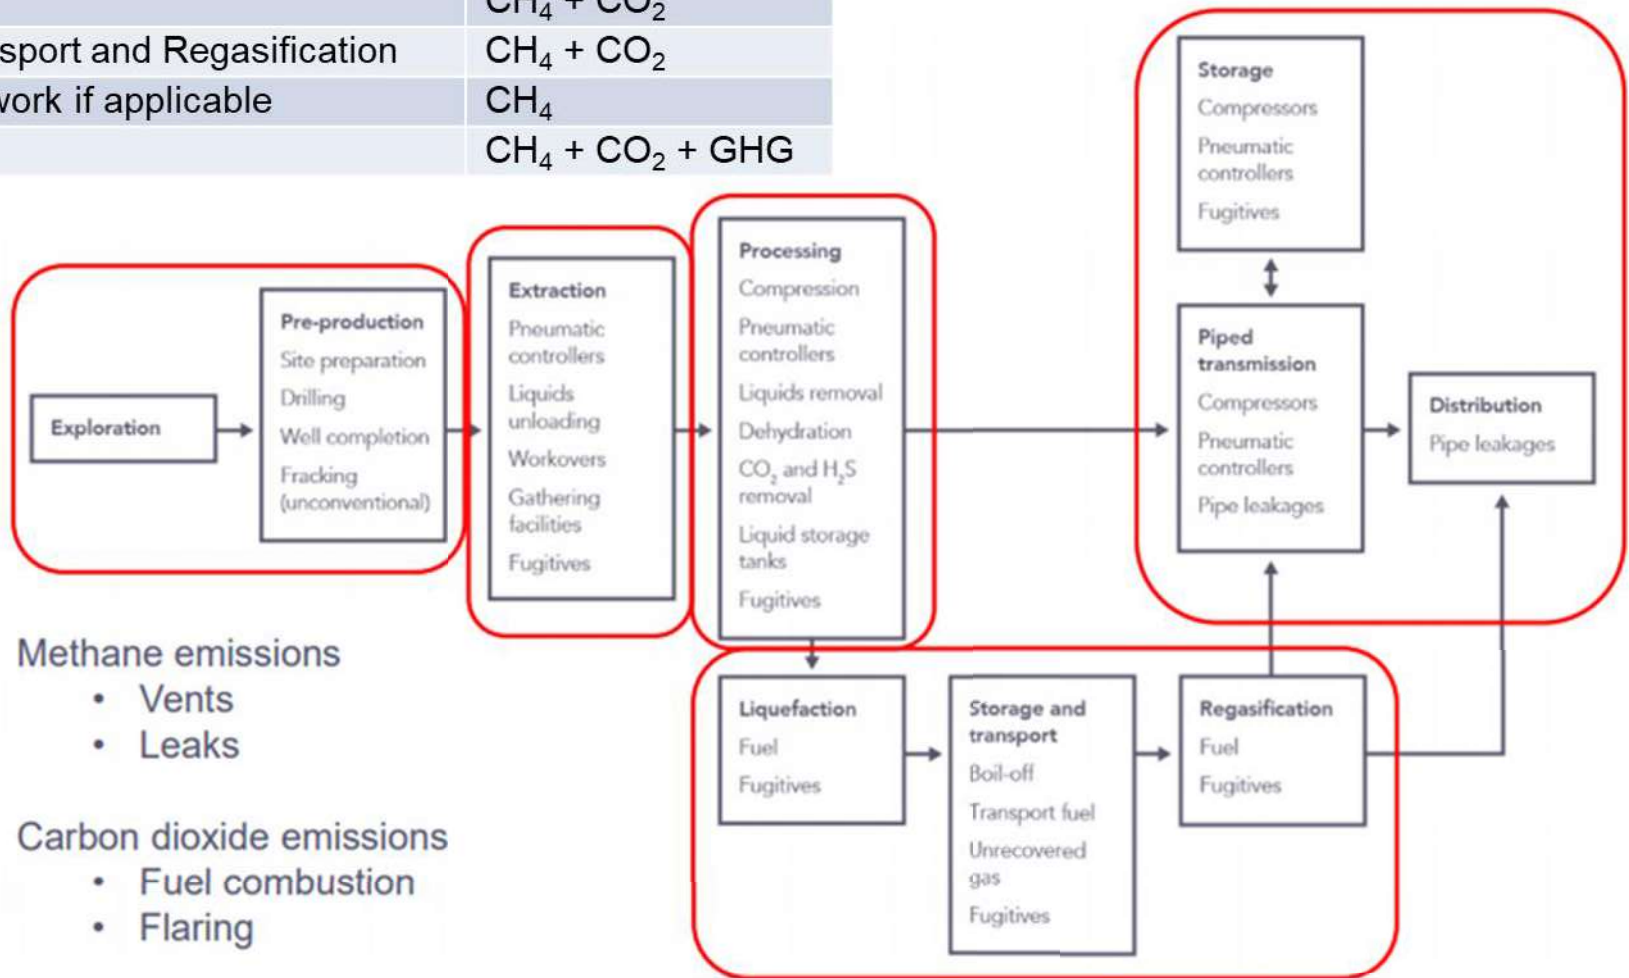 CH₄ + CO₂
sport and Regasification CH₄ + CO₂
work if applicable CH₄
CH₄ + CO₂ + GHG
Exploration
Pre-production
Site preparation
Drilling
Well completion
Fracking
(unconventional)
Extraction
Pneumatic
controllers
Liquids
unloading
Workovers
Gathering
facilities
Fugitives
Processing
Compression
Pneumatic
controllers
Liquids removal
Dehydration
CO₂ and H₂S
removal
Liquid storage
tanks
Fugitives
Storage
Compressors
Pneumatic
controllers
Fugitives
Piped
transmission
Compressors
Pneumatic
controllers
Pipe leakages
Distribution
Pipe leakages
Liquefaction
Fuel
Fugitives
Storage and
transport
Boil-off
Transport fuel
Unrecovered
gas
Fugitives
Regasification
Fuel
Fugitives
Methane emissions
• Vents
• Leaks
Carbon dioxide emissions
• Fuel combustion
• Flaring